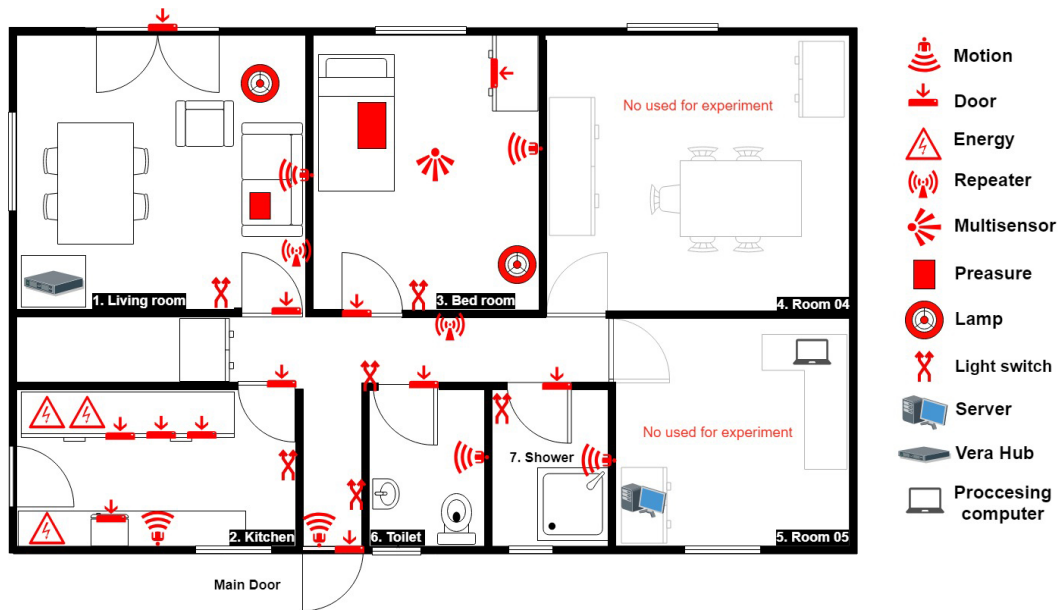 No used for experiment
1. Living room
3. Bed room
4. Room 04
No used for experiment
7. Shower
2. Kitchen
6. Toilet
5. Room 05
Main Door
Motion
Door
Energy
Repeater
Multisensor
Preasure
Lamp
Light switch
Server
Vera Hub
Proccesing
computer